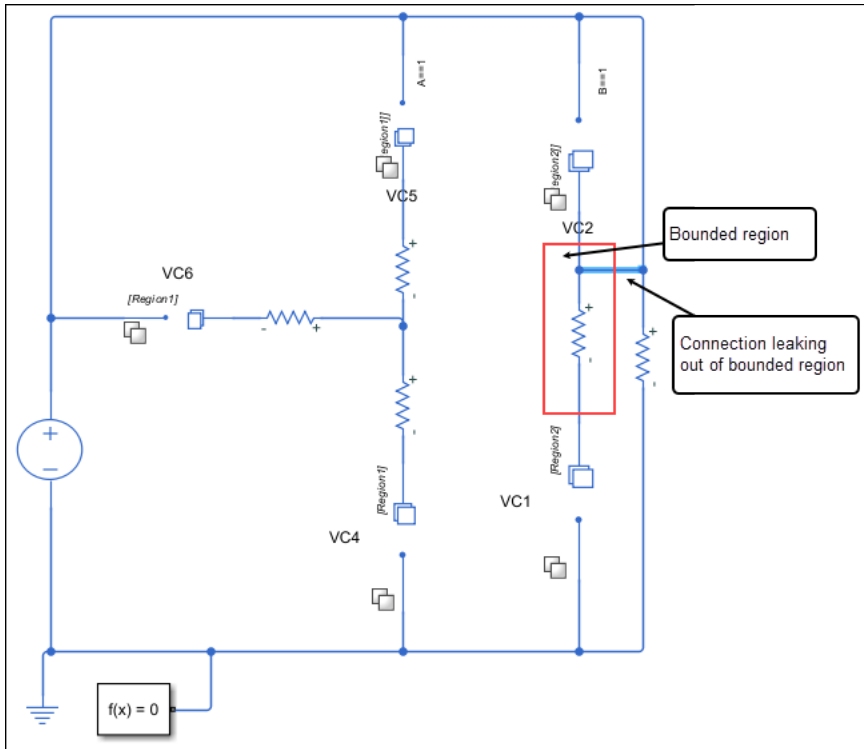 A==1
B==1
egion1]]
egion2]]
VC5
VC2
Bounded region
VC6
[Region1]
+
-
-
+
+
-
+
-
Connection leaking
out of bounded region
+
-
+
-
+
−
[Region1]
[Region2]
VC1
VC4
f(x) = 0